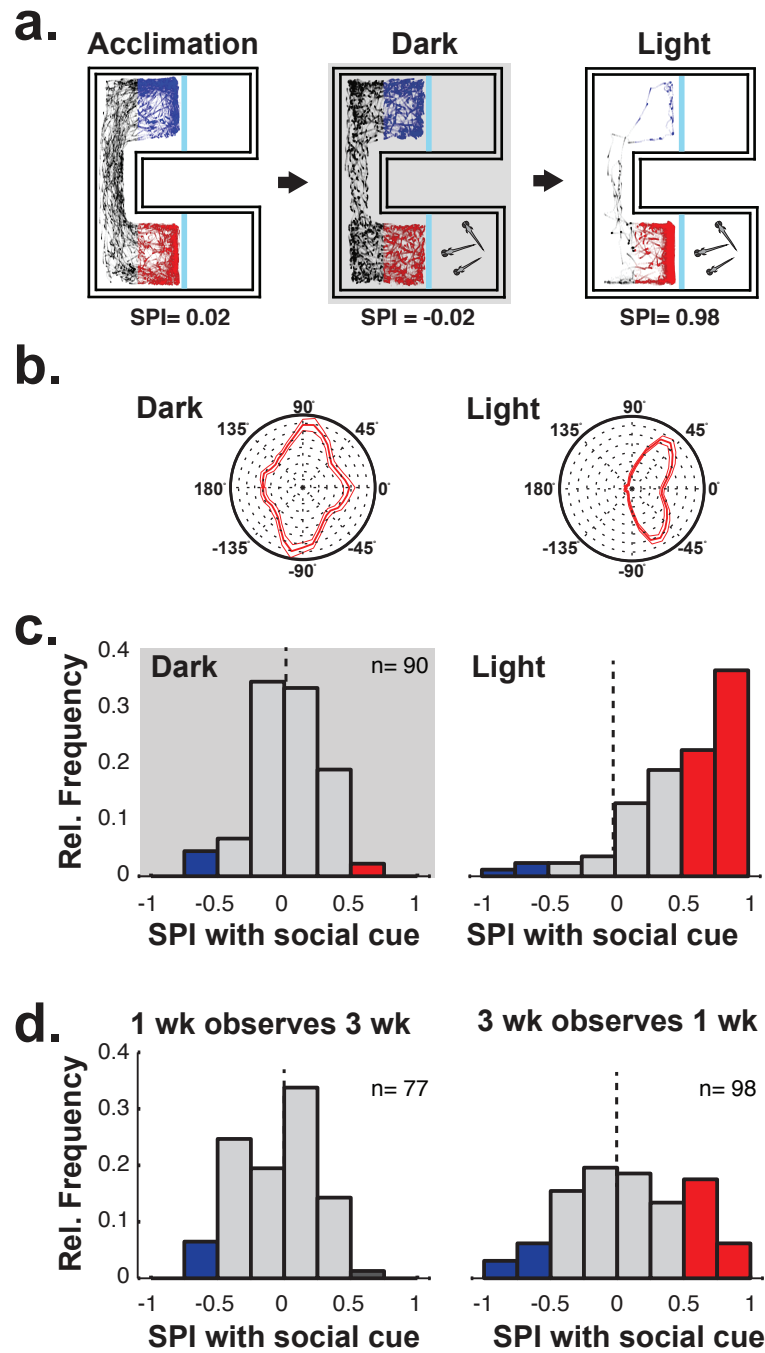 a.
Acclimation Dark Light
SPI= 0.02 SPI = -0.02 SPI= 0.98
b.
Dark Light
90° 90°
135° 45° 135° 45°
180° 0° 180° 0°
-135° -45° -135° -45°
-90° -90°
c.
Dark n= 90 Light
Rel. Frequency
0.4
0.3
0.2
0.1
0
-1 -0.5 0 0.5 1 -1 -0.5 0 0.5 1
SPI with social cue SPI with social cue
d.
1 wk observes 3 wk 3 wk observes 1 wk
n= 77 n= 98
Rel. Frequency
0.4
0.3
0.2
0.1
0
-1 -0.5 0 0.5 1 -1 -0.5 0 0.5 1
SPI with social cue SPI with social cue